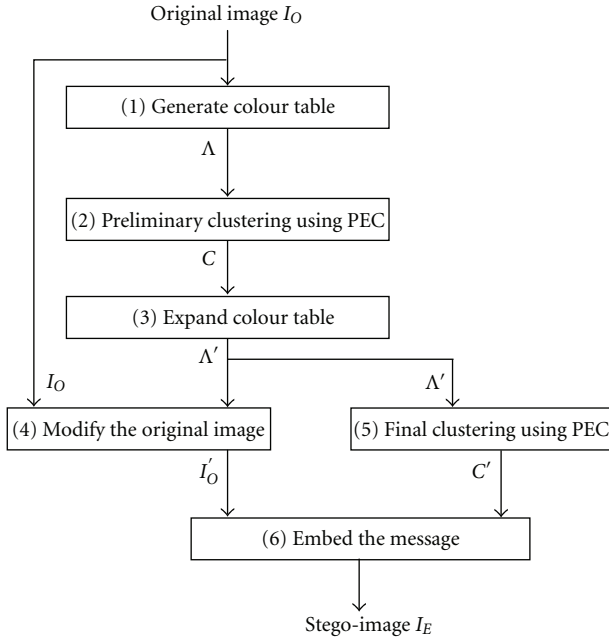 Original image I_O
(1) Generate colour table
Λ
(2) Preliminary clustering using PEC
C
(3) Expand colour table
Λ′
Λ′
I_O
(4) Modify the original image
(5) Final clustering using PEC
I′_O
C′
(6) Embed the message
Stego-image I_E